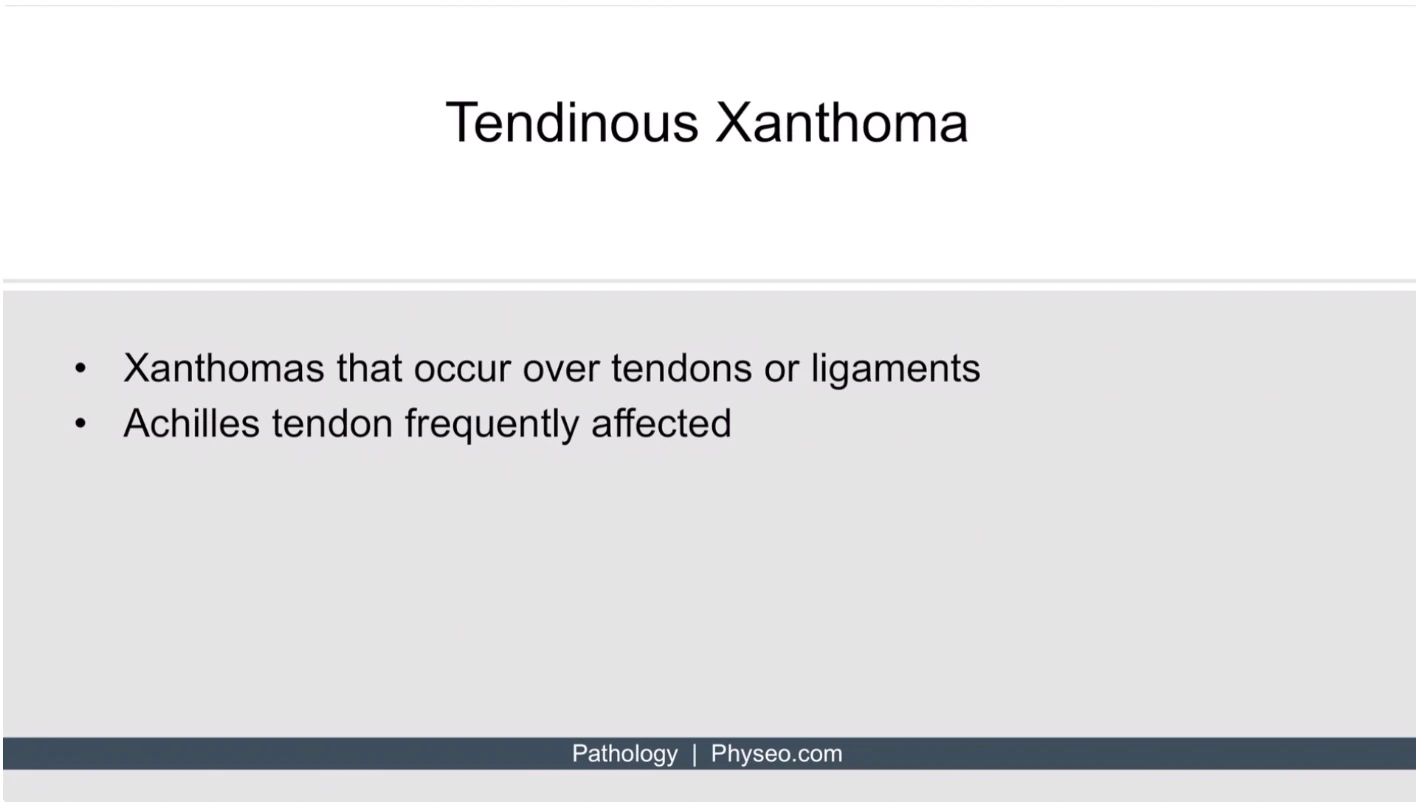 Tendinous Xanthoma
• Xanthomas that occur over tendons or ligaments
• Achilles tendon frequently affected
Pathology | Physeo.com